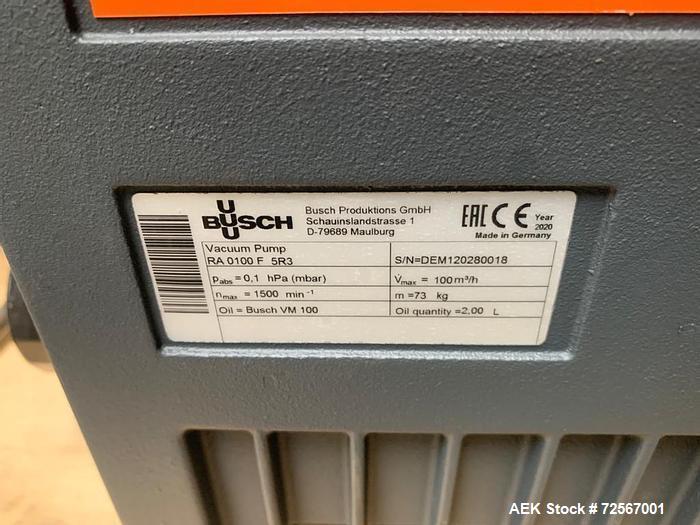 BUSCH
Busch Produktions GmbH
Schauinslandstrasse 1
D-79689 Maulburg
EAC CE Year
2020
Made in Germany
Vacuum Pump
RA 0100 F 5R3 S/N=DEM120280018
Pabs = 0,1 hPa (mbar) V̇max = 100 m³/h
nmax = 1500 min⁻¹ m =73 kg
Oil = Busch VM 100 Oil quantity =2,00 L
AEK Stock # 72567001